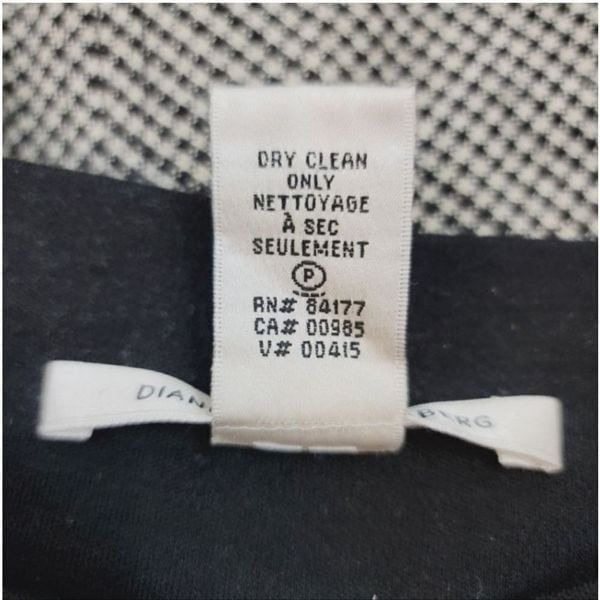 DRY CLEAN
ONLY
NETTOYAGE
À SEC
SEULEMENT
P
RN# 84177
CA# 00985
V# 00415